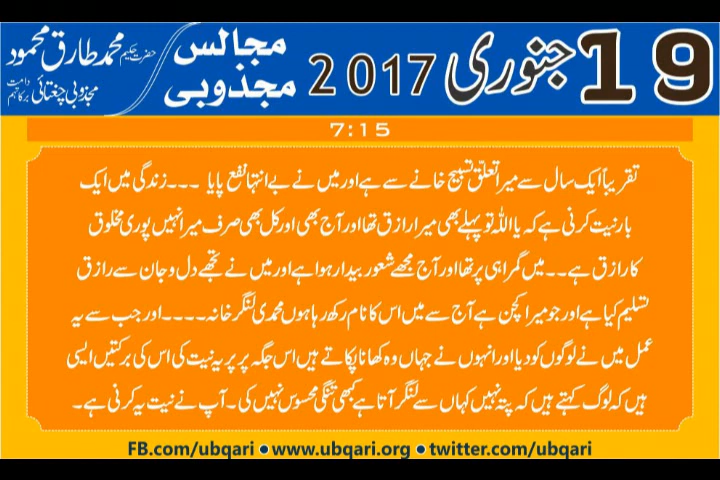 19 جنوری 2017
مجالس مجذوبی
حضرت حکیم محمد طارق محمود
مجذوبی چغتائی دامت برکاتہم
7:15
تقریباً ایک سال سے میرا تعلق تسبیح خانے سے ہے اور میں نے بے انتہا نفع پایا ۔۔۔ زندگی میں ایک
بار نیت کرنی ہے کہ یا اللہ تو پہلے بھی میرا رازق تھا اور آج بھی اور کل بھی صرف میرا نہیں پوری مخلوق
کا رازق ہے۔۔ میں گمراہی پر تھا اور آج مجھے شعور بیدار ہوا ہے اور میں نے تجھے دل و جان سے رازق
تسلیم کیا ہے اور جو میرا کچن ہے آج سے میں اس کا نام رکھ رہا ہوں محمدی لنگر خانہ۔۔۔۔ اور جب سے یہ
عمل میں نے لوگوں کو دیا اور انہوں نے جہاں وہ کھانا پکاتے ہیں اس جگہ پر یہ نیت کی اس کی برکتیں ایسی
ہیں کہ لوگ کہتے ہیں کہ پتہ نہیں کہاں سے لنگر آتا ہے کبھی تنگی محسوس نہیں کی۔ آپ نے نیت یہ کرنی ہے۔
FB.com/ubqari ● www.ubqari.org ● twitter.com/ubqari